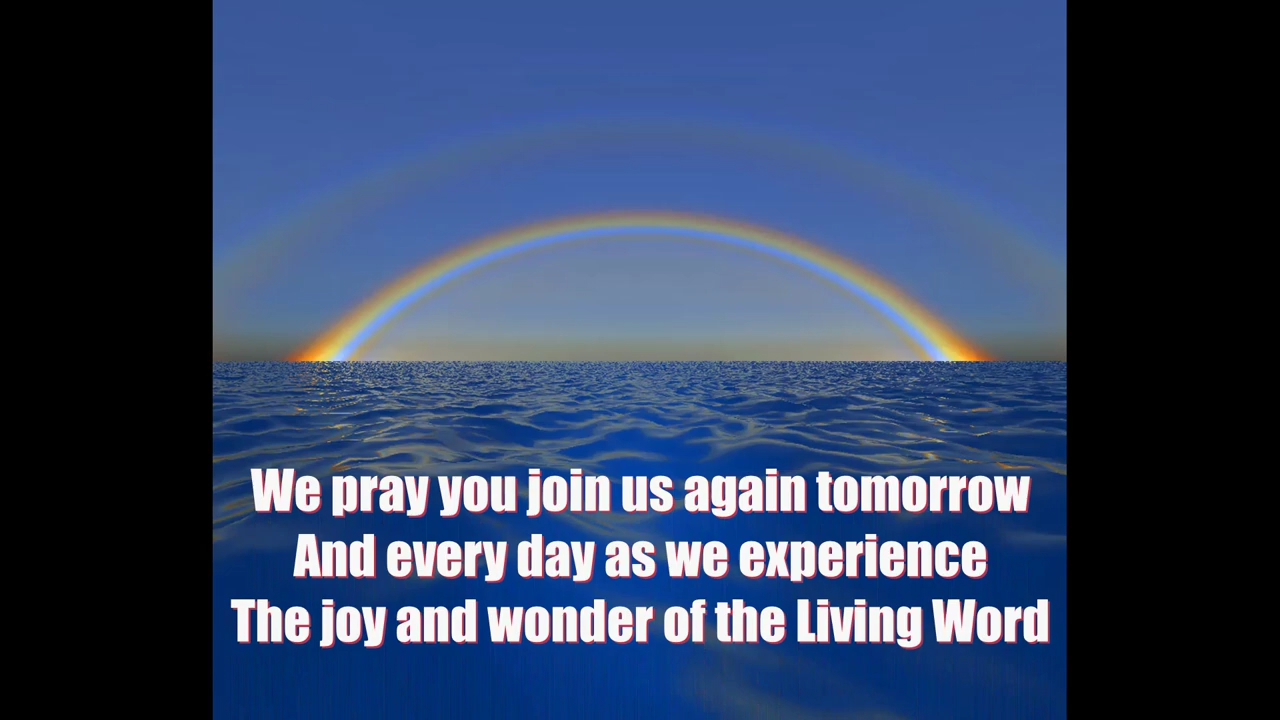 We pray you join us again tomorrow
And every day as we experience
The joy and wonder of the Living Word